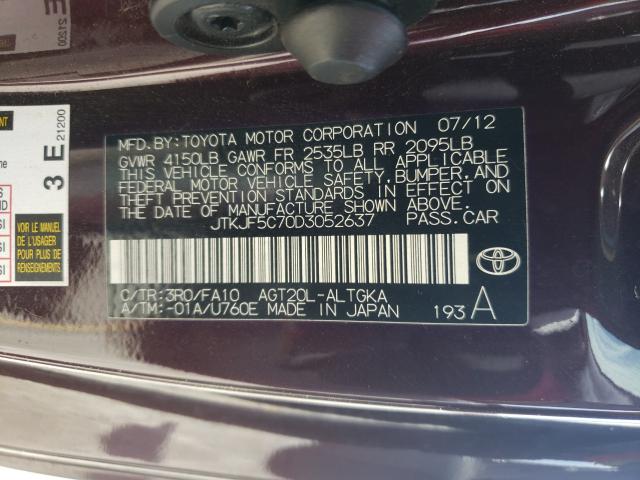 MFD.BY:TOYOTA MOTOR CORPORATION 07/12
GVWR 4150LB GAWR FR 2535LB RR 2095LB
THIS VEHICLE CONFORMS TO ALL APPLICABLE
FEDERAL MOTOR VEHICLE SAFETY,BUMPER,AND
THEFT PREVENTION STANDARDS IN EFFECT ON
THE DATE OF MANUFACTURE SHOWN ABOVE.
JTKJF5C70D3052637 PASS.CAR
C/TR:3R0/FA10 AGT20L-ALTGKA
A/TM:-01A/U760E MADE IN JAPAN 193 A
3 E 21200
VOIR LE MANUEL
DE L'USAGER
POUR PLUS DE
RENSEIGNEMENTS
21200